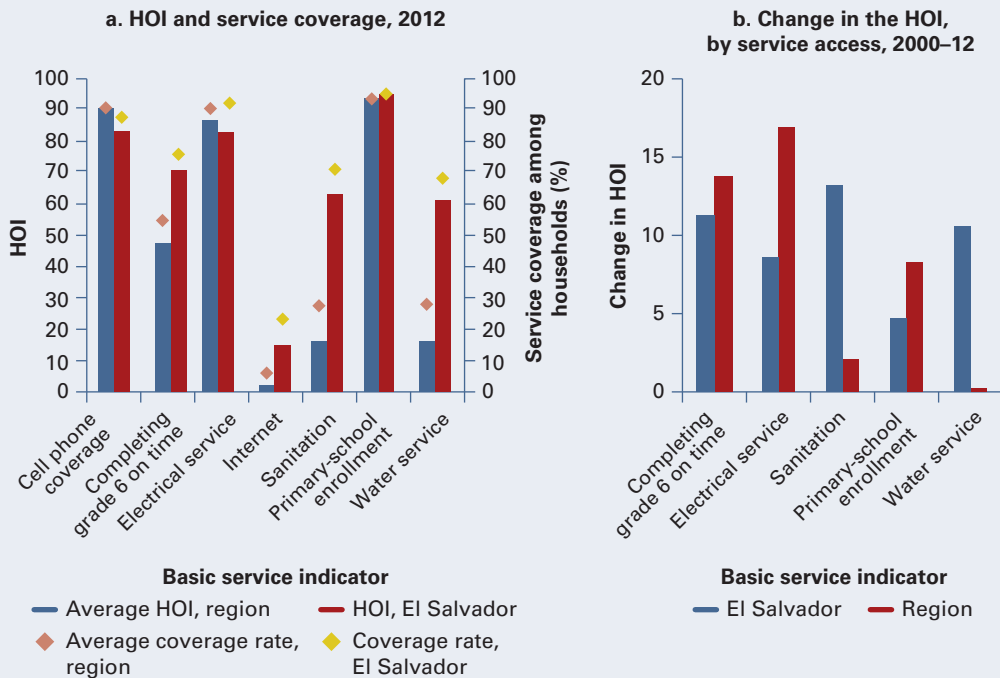 a. HOI and service coverage, 2012
HOI
100
90
80
70
60
50
40
30
20
10
0
100
90
80
70
60
50
40
30
20
10
0
Service coverage among
households (%)
Cell phone
coverage
Completing
grade 6 on time
Electrical service
Internet
Sanitation
Primary-school
enrollment
Water service
Basic service indicator
Average HOI, region
HOI, El Salvador
Average coverage rate,
region
Coverage rate,
El Salvador
b. Change in the HOI,
by service access, 2000–12
Change in HOI
20
15
10
5
0
Completing
grade 6 on time
Electrical service
Sanitation
Primary-school
enrollment
Water service
Basic service indicator
El Salvador
Region